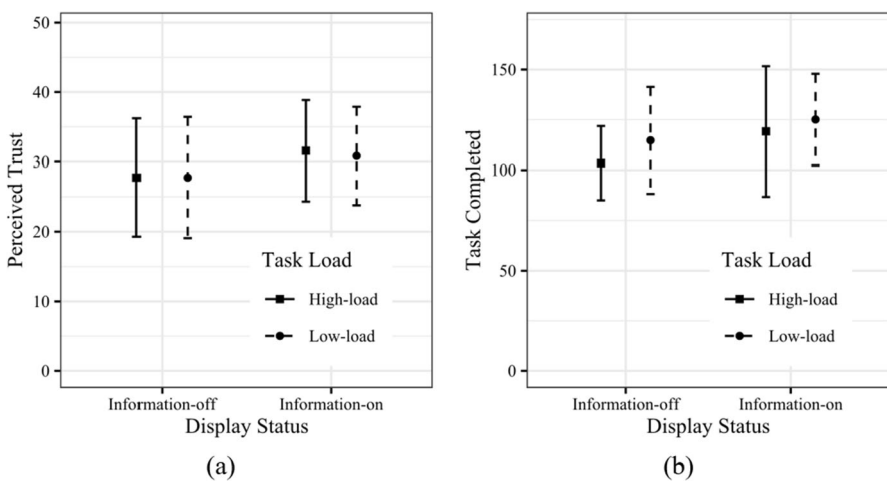 50
40
30
20
10
0
Perceived Trust
Task Load
High-load
Low-load
Information-off Information-on
Display Status
(a)
150
100
50
0
Task Completed
Task Load
High-load
Low-load
Information-off Information-on
Display Status
(b)